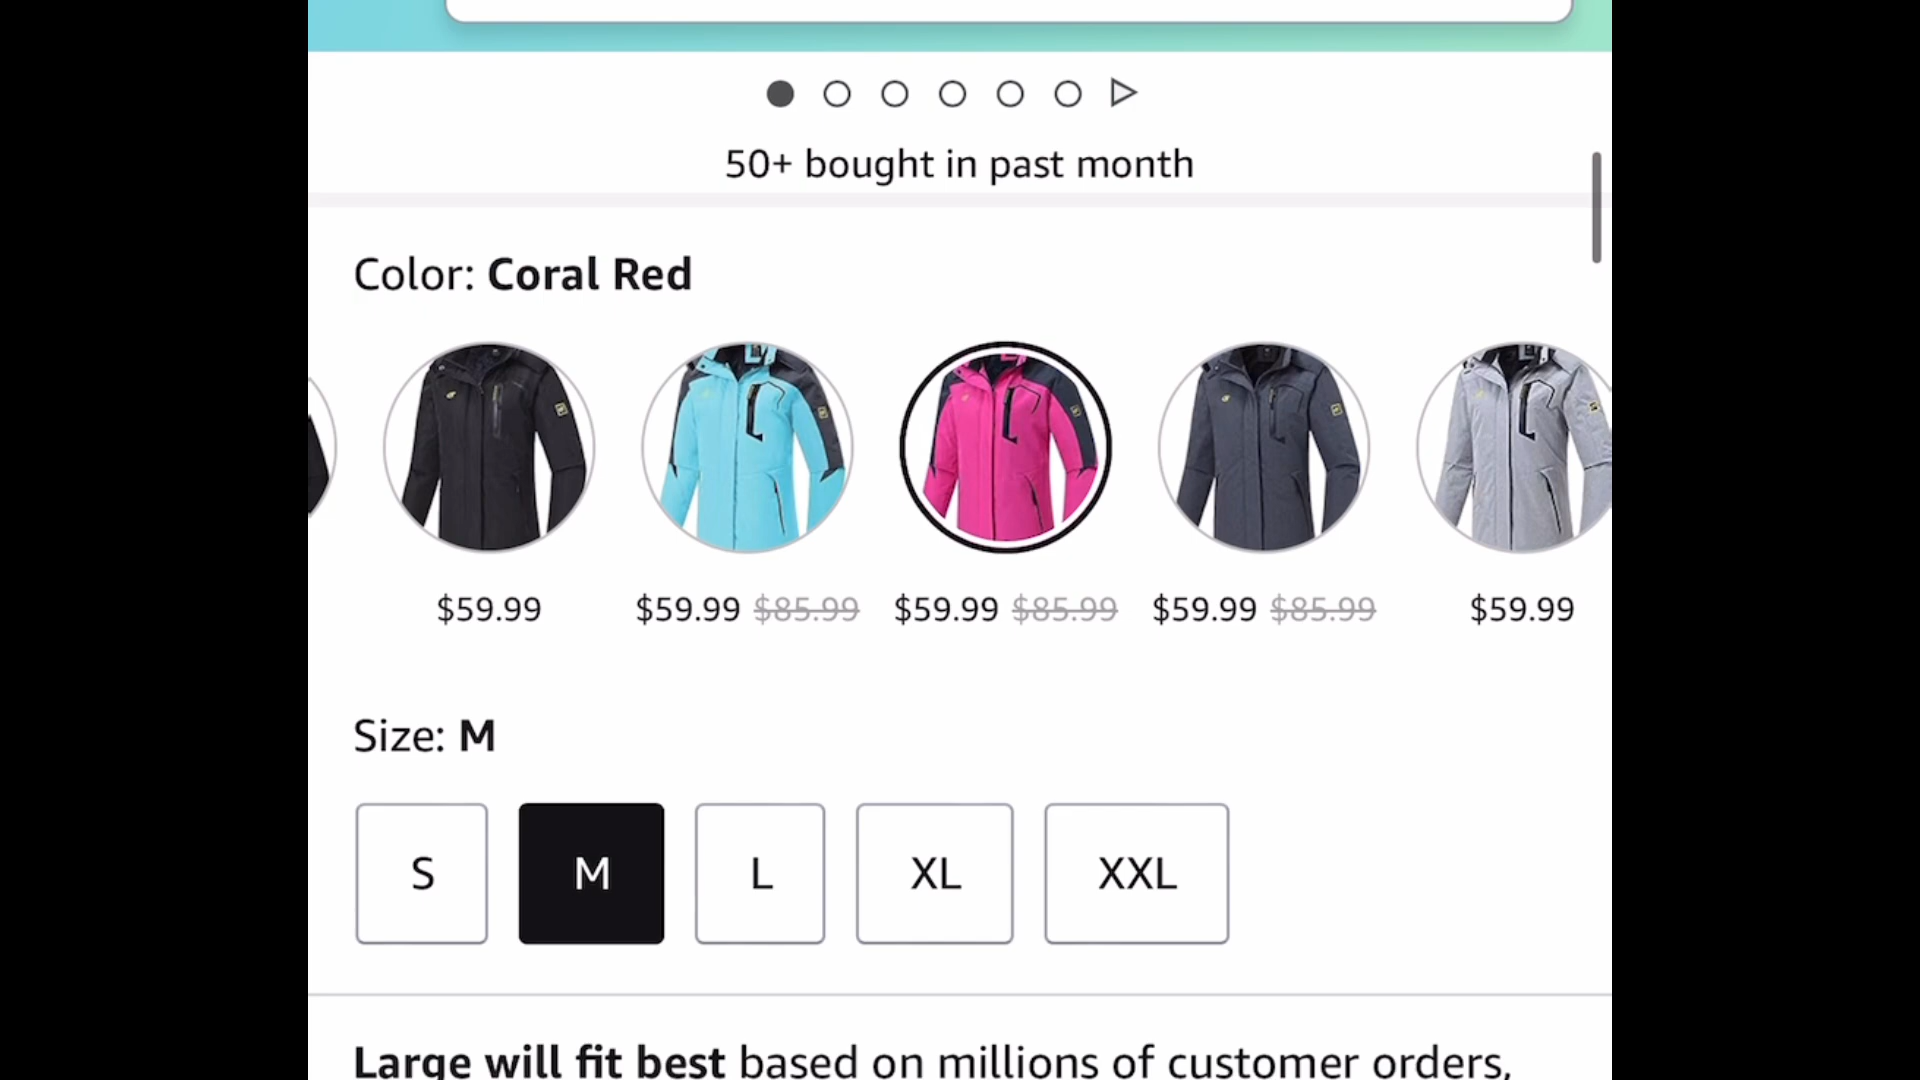 50+ bought in past month
Color: Coral Red
$59.99 $59.99 $85.99 $59.99 $85.99 $59.99 $85.99 $59.99
Size: M
S M L XL XXL
Large will fit best based on millions of customer orders,